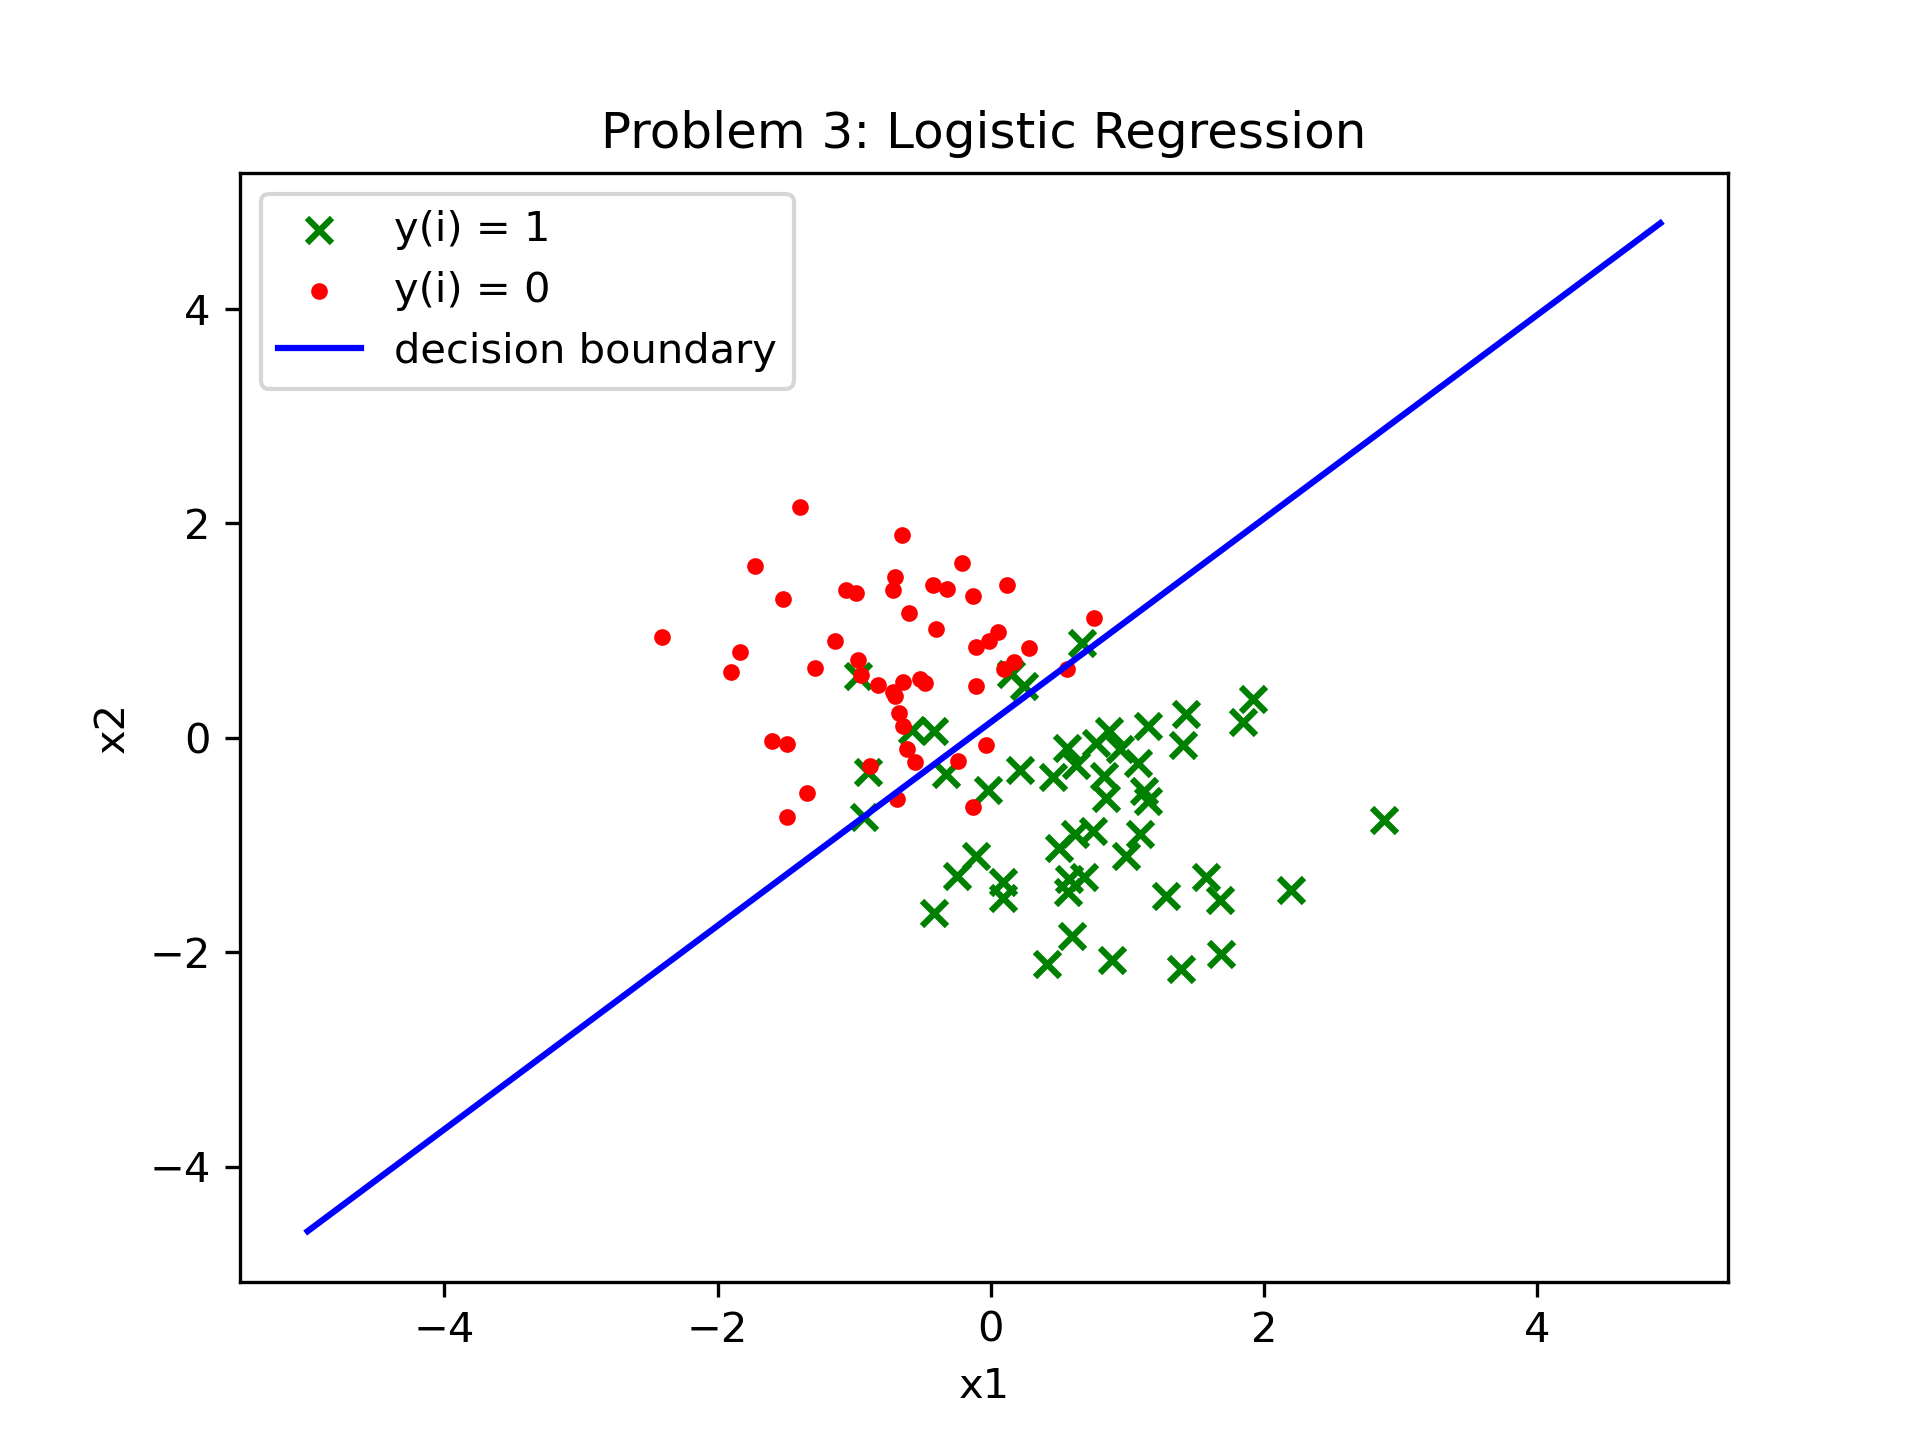 Problem 3: Logistic Regression
y(i) = 1
y(i) = 0
decision boundary
4
2
0
−2
−4
x2
−4
−2
0
2
4
x1